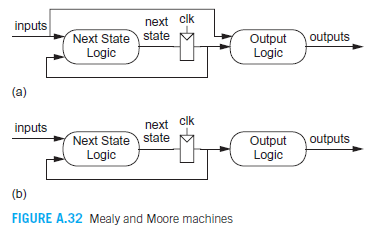 inputs
next clk
state
Next State
Logic
Output
Logic
outputs
(a)
inputs
next clk
state
Next State
Logic
Output
Logic
outputs
(b)
FIGURE A.32 Mealy and Moore machines